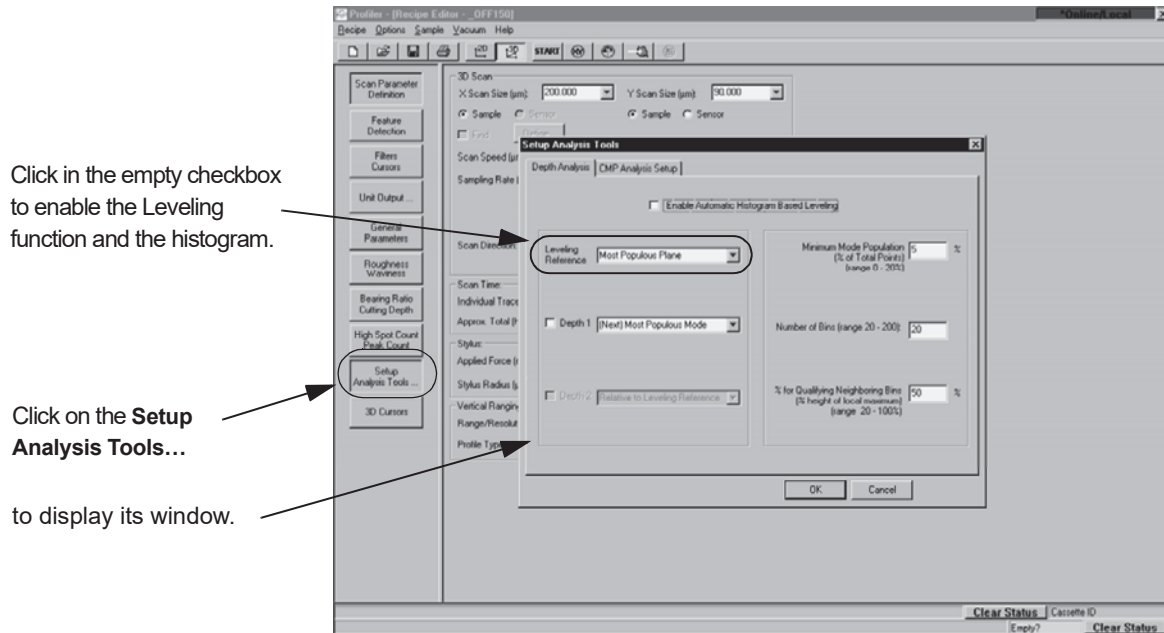 Profiler - [Recipe Editor - _OFF150]
*Online/Local
Recipe Options Sample Vacuum Help
2D 3D START
Scan Parameter
Definition
Feature
Detection
Filters
Cursors
Unit Output ...
General
Parameters
Roughness
Waviness
Bearing Ratio
Cutting Depth
High Spot Count
Peak Count
Setup
Analysis Tools ...
3D Cursors
3D Scan
X Scan Size (µm): 200.000 Y Scan Size (µm): 90.000
Sample Sensor Sample Sensor
Find
Scan Speed (µ
Sampling Rate (
Scan Direction:
Scan Time:
Individual Trace
Approx. Total (h
Stylus:
Applied Force (m
Stylus Radius (µ
Vertical Ranging
Range/Resolut
Profile Type
Setup Analysis Tools
Depth Analysis CMP Analysis Setup
Enable Automatic Histogram Based Leveling
Leveling
Reference Most Populous Plane
Depth 1 (Next) Most Populous Mode
Depth 2 Relative to Leveling Reference
Minimum Mode Population
(% of Total Points)
(range 0 - 20%)
5 %
Number of Bins (range 20 - 200): 20
% for Qualifying Neighboring Bins
(% height of local maximum)
(range 20 - 100%)
50 %
OK Cancel
Clear Status Cassette ID
Empty? Clear Status
Click in the empty checkbox
to enable the Leveling
function and the histogram.
Click on the Setup
Analysis Tools…
to display its window.